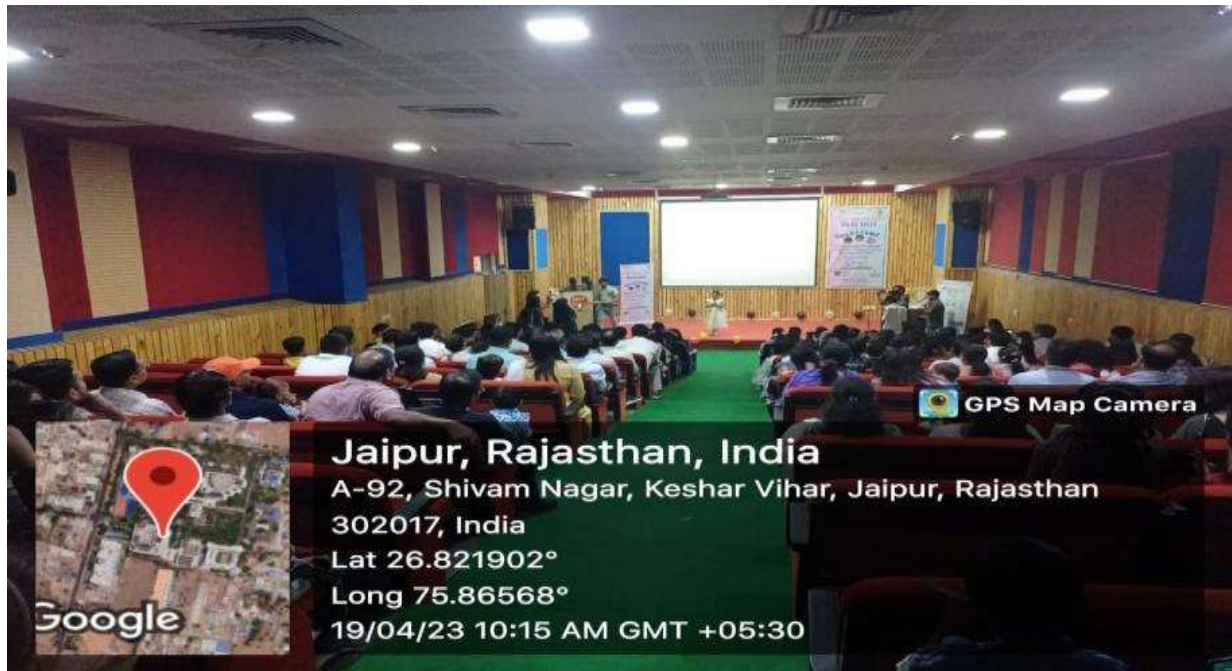 GPS Map Camera
Jaipur, Rajasthan, India
A-92, Shivam Nagar, Keshar Vihar, Jaipur, Rajasthan
302017, India
Lat 26.821902°
Long 75.86568°
19/04/23 10:15 AM GMT +05:30
Google